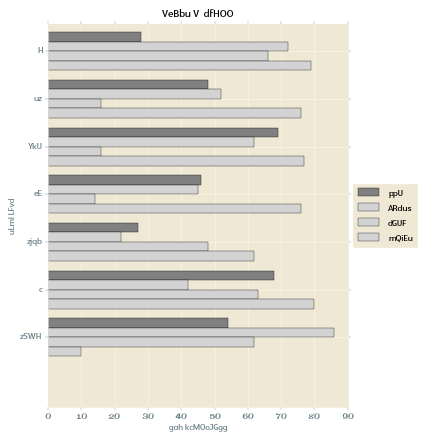 VeBbu V dfHOO
H
uz
YkU
eE
zjqb
c
zSWH
uLml LFvd
0 10 20 30 40 50 60 70 80 90
gah kcMOoJGgg
ppU
ARdus
dGUF
mQiEu